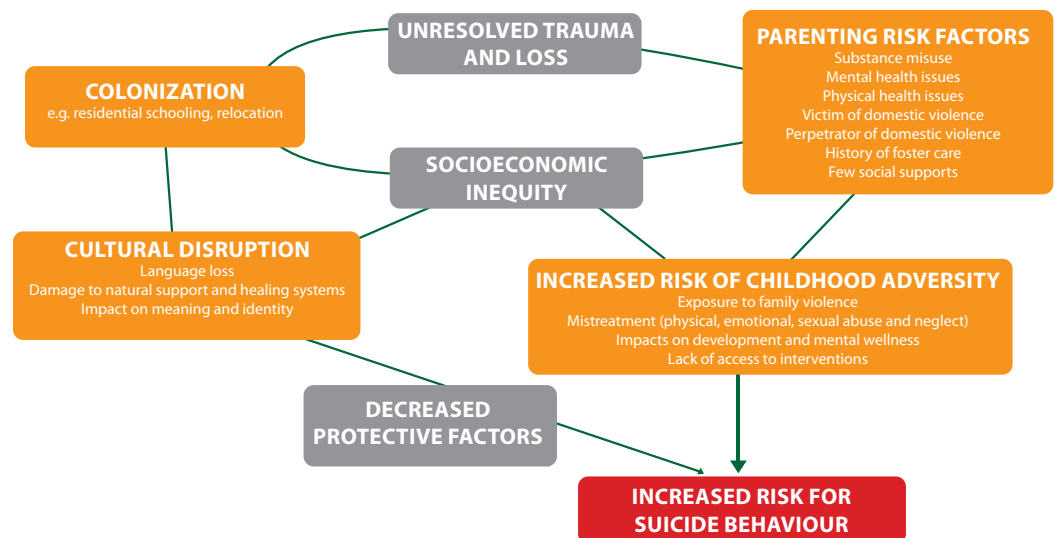 UNRESOLVED TRAUMA
AND LOSS
PARENTING RISK FACTORS
Substance misuse
Mental health issues
Physical health issues
Victim of domestic violence
Perpetrator of domestic violence
History of foster care
Few social supports
COLONIZATION
e.g. residential schooling, relocation
SOCIOECONOMIC
INEQUITY
CULTURAL DISRUPTION
Language loss
Damage to natural support and healing systems
Impact on meaning and identity
INCREASED RISK OF CHILDHOOD ADVERSITY
Exposure to family violence
Mistreatment (physical, emotional, sexual abuse and neglect)
Impacts on development and mental wellness
Lack of access to interventions
DECREASED
PROTECTIVE FACTORS
INCREASED RISK FOR
SUICIDE BEHAVIOUR